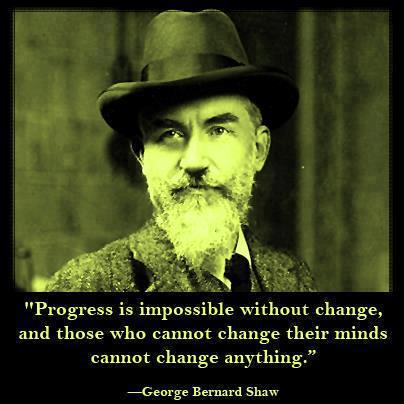 "Progress is impossible without change,
and those who cannot change their minds
cannot change anything.”
—George Bernard Shaw